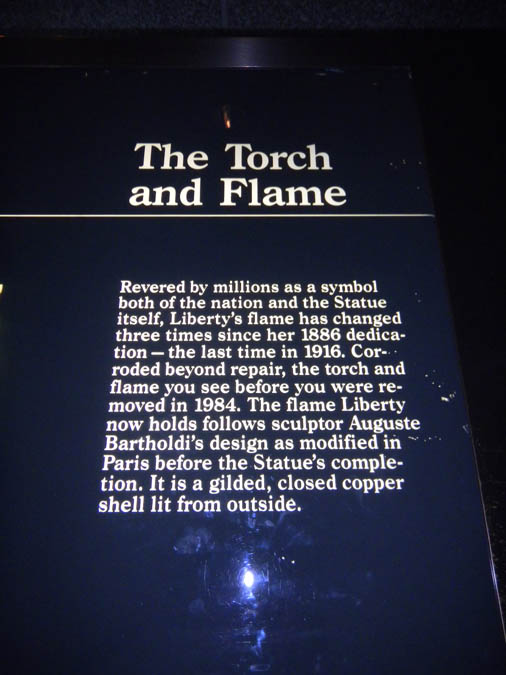 The Torch
and Flame
Revered by millions as a symbol
both of the nation and the Statue
itself, Liberty's flame has changed
three times since her 1886 dedica-
tion — the last time in 1916. Cor-
roded beyond repair, the torch and
flame you see before you were re-
moved in 1984. The flame Liberty
now holds follows sculptor Auguste
Bartholdi's design as modified in
Paris before the Statue's comple-
tion. It is a gilded, closed copper
shell lit from outside.